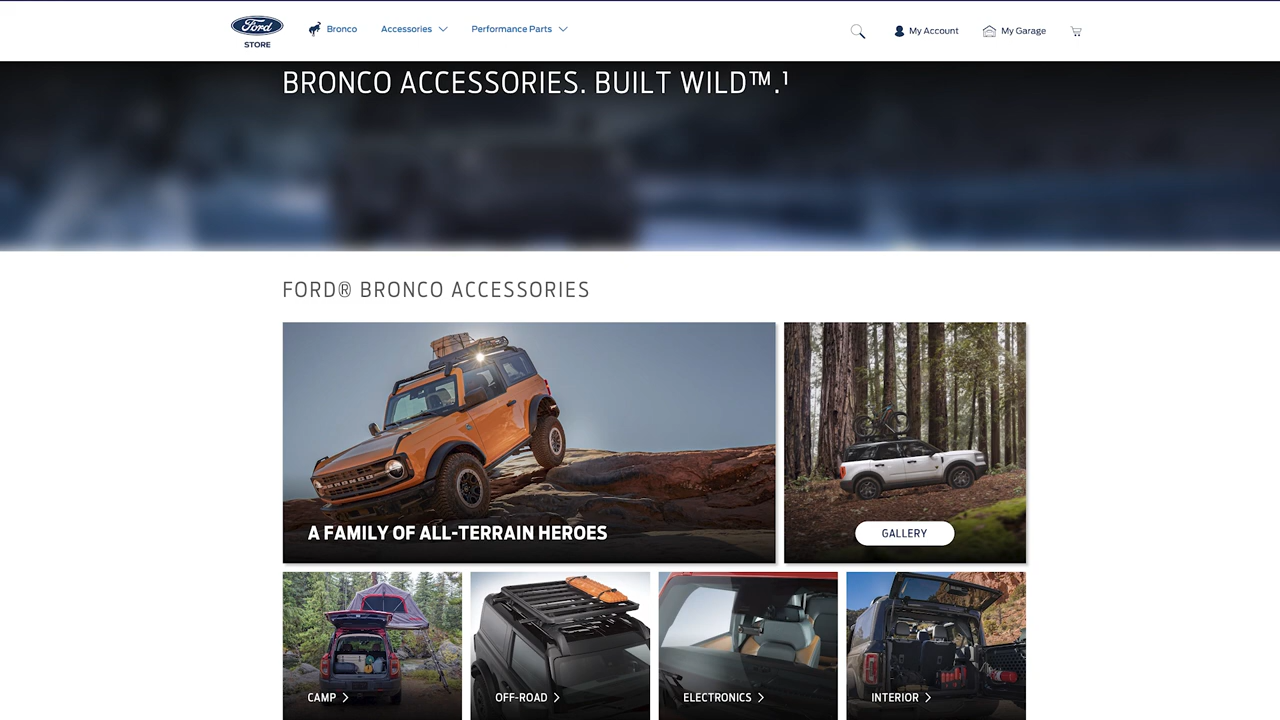 Ford
STORE
Bronco
Accessories
Performance Parts
My Account
My Garage
BRONCO ACCESSORIES. BUILT WILD™.¹
FORD® BRONCO ACCESSORIES
BRONCO
A FAMILY OF ALL-TERRAIN HEROES
GALLERY
CAMP
OFF-ROAD
ELECTRONICS
INTERIOR